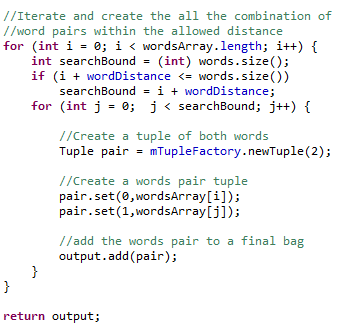 //Iterate and create the all the combination of
//word pairs within the allowed distance
for (int i = 0; i < wordsArray.length; i++) {
int searchBound = (int) words.size();
if (i + wordDistance <= words.size())
searchBound = i + wordDistance;
for (int j = 0;  j < searchBound; j++) {
//Create a tuple of both words
Tuple pair = mTupleFactory.newTuple(2);
//Create a words pair tuple
pair.set(0,wordsArray[i]);
pair.set(1,wordsArray[j]);
//add the words pair to a final bag
output.add(pair);
}
}
return output;